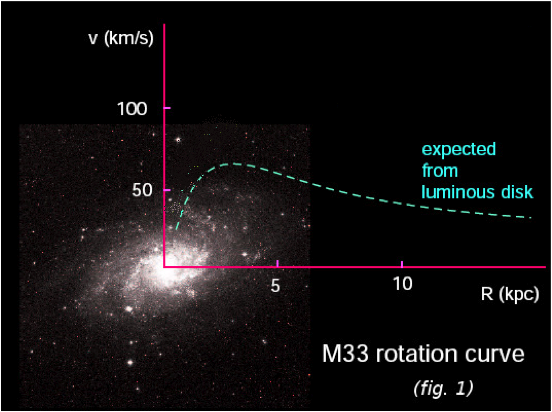 v (km/s)
100
50
expected
from
luminous disk
5
10
R (kpc)
M33 rotation curve
(fig. 1)